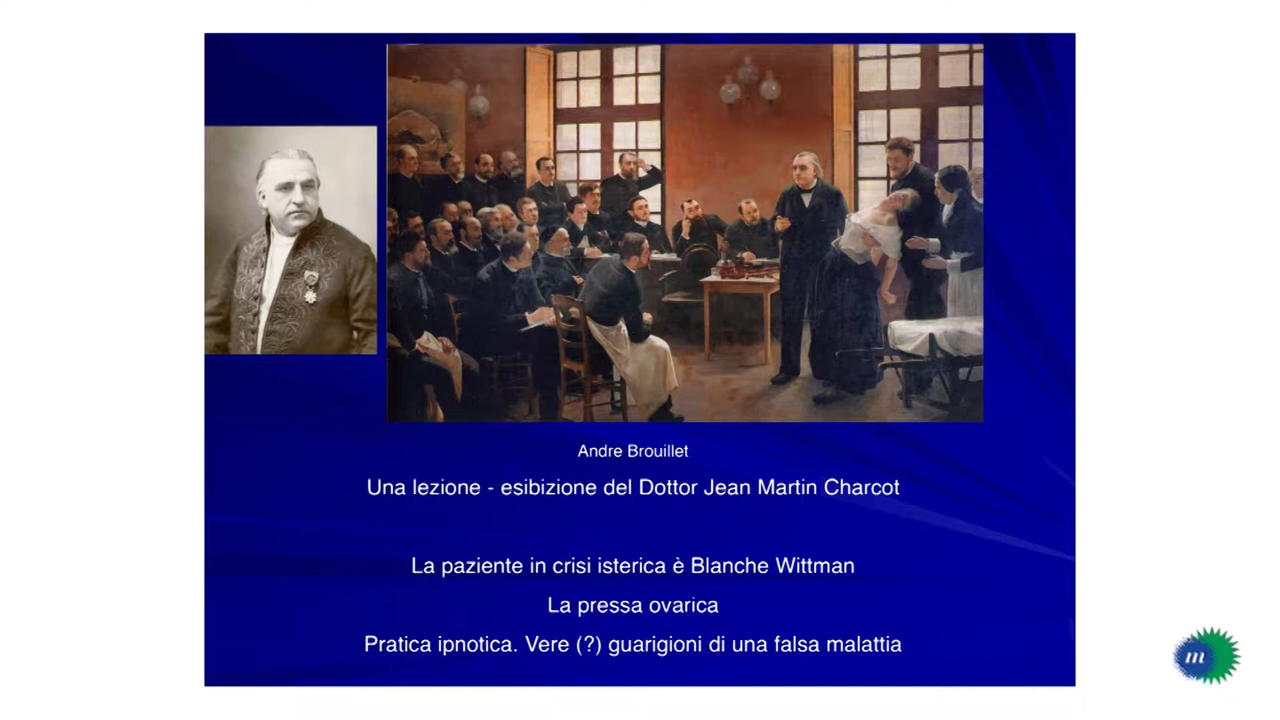 Andre Brouillet
Una lezione - esibizione del Dottor Jean Martin Charcot
La paziente in crisi isterica è Blanche Wittman
La pressa ovarica
Pratica ipnotica. Vere (?) guarigioni di una falsa malattia
m